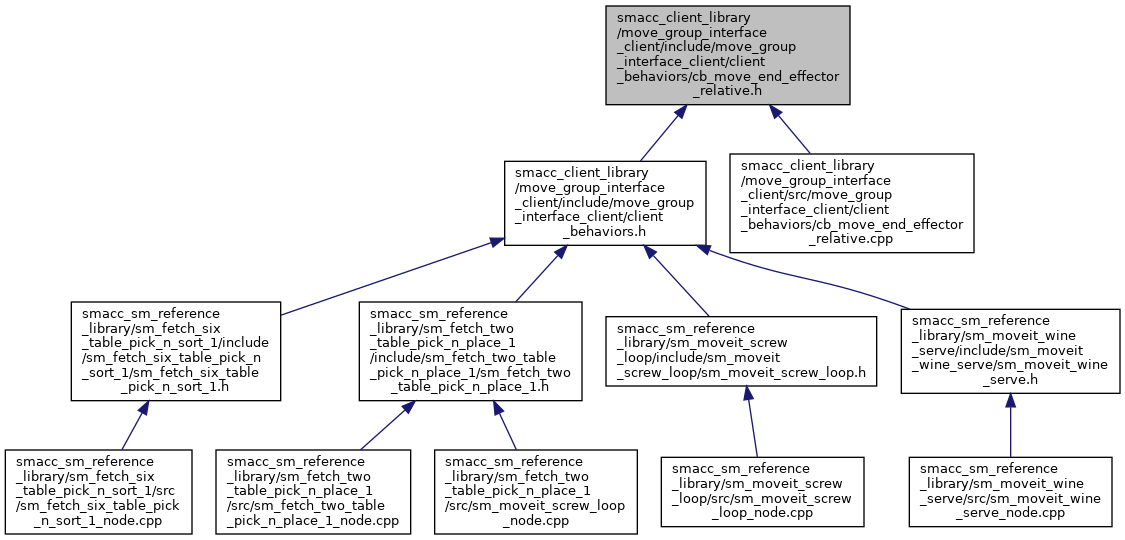 smacc_client_library
/move_group_interface
_client/include/move_group
_interface_client/client
_behaviors/cb_move_end_effector
_relative.h
smacc_client_library
/move_group_interface
_client/include/move_group
_interface_client/client
_behaviors.h
smacc_client_library
/move_group_interface
_client/src/move_group
_interface_client/client
_behaviors/cb_move_end_effector
_relative.cpp
smacc_sm_reference
_library/sm_fetch_six
_table_pick_n_sort_1/include
/sm_fetch_six_table_pick_n
_sort_1/sm_fetch_six_table
_pick_n_sort_1.h
smacc_sm_reference
_library/sm_fetch_two
_table_pick_n_place_1
/include/sm_fetch_two_table
_pick_n_place_1/sm_fetch_two
_table_pick_n_place_1.h
smacc_sm_reference
_library/sm_moveit_screw
_loop/include/sm_moveit
_screw_loop/sm_moveit_screw_loop.h
smacc_sm_reference
_library/sm_moveit_wine
_serve/include/sm_moveit
_wine_serve/sm_moveit_wine
_serve.h
smacc_sm_reference
_library/sm_fetch_six
_table_pick_n_sort_1/src
/sm_fetch_six_table_pick
_n_sort_1_node.cpp
smacc_sm_reference
_library/sm_fetch_two
_table_pick_n_place_1
/src/sm_fetch_two_table
_pick_n_place_1_node.cpp
smacc_sm_reference
_library/sm_fetch_two
_table_pick_n_place_1
/src/sm_moveit_screw_loop
_node.cpp
smacc_sm_reference
_library/sm_moveit_screw
_loop/src/sm_moveit_screw
_loop_node.cpp
smacc_sm_reference
_library/sm_moveit_wine
_serve/src/sm_moveit_wine
_serve_node.cpp